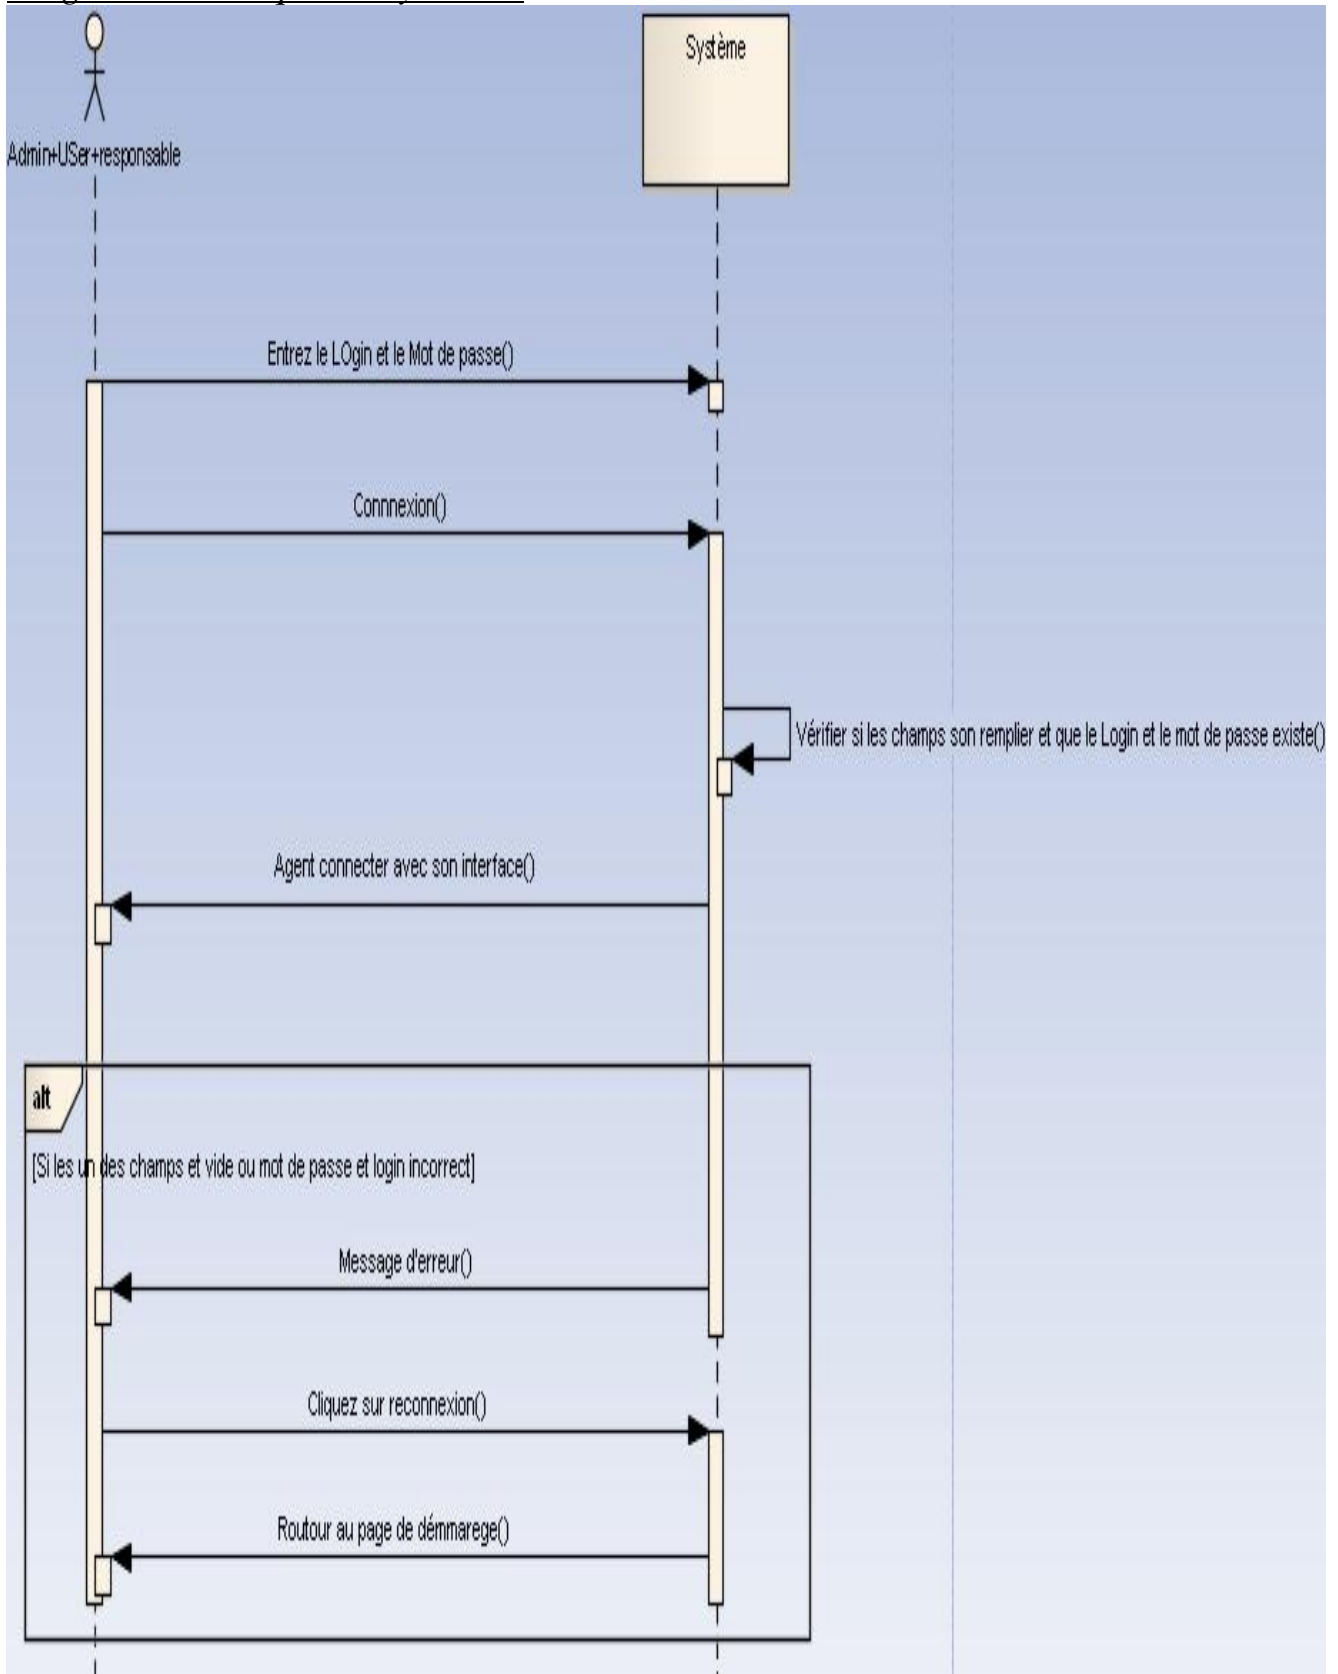 Système
Admin+USer+responsable
Entrez le LOgin et le Mot de passe()
Connnexion()
Vérifier si les champs son remplier et que le Login et le mot de passe existe()
Agent connecter avec son interface()
alt
[Si les un des champs et vide ou mot de passe et login incorrect]
Message d'erreur()
Cliquez sur reconnexion()
Routour au page de démmarege()